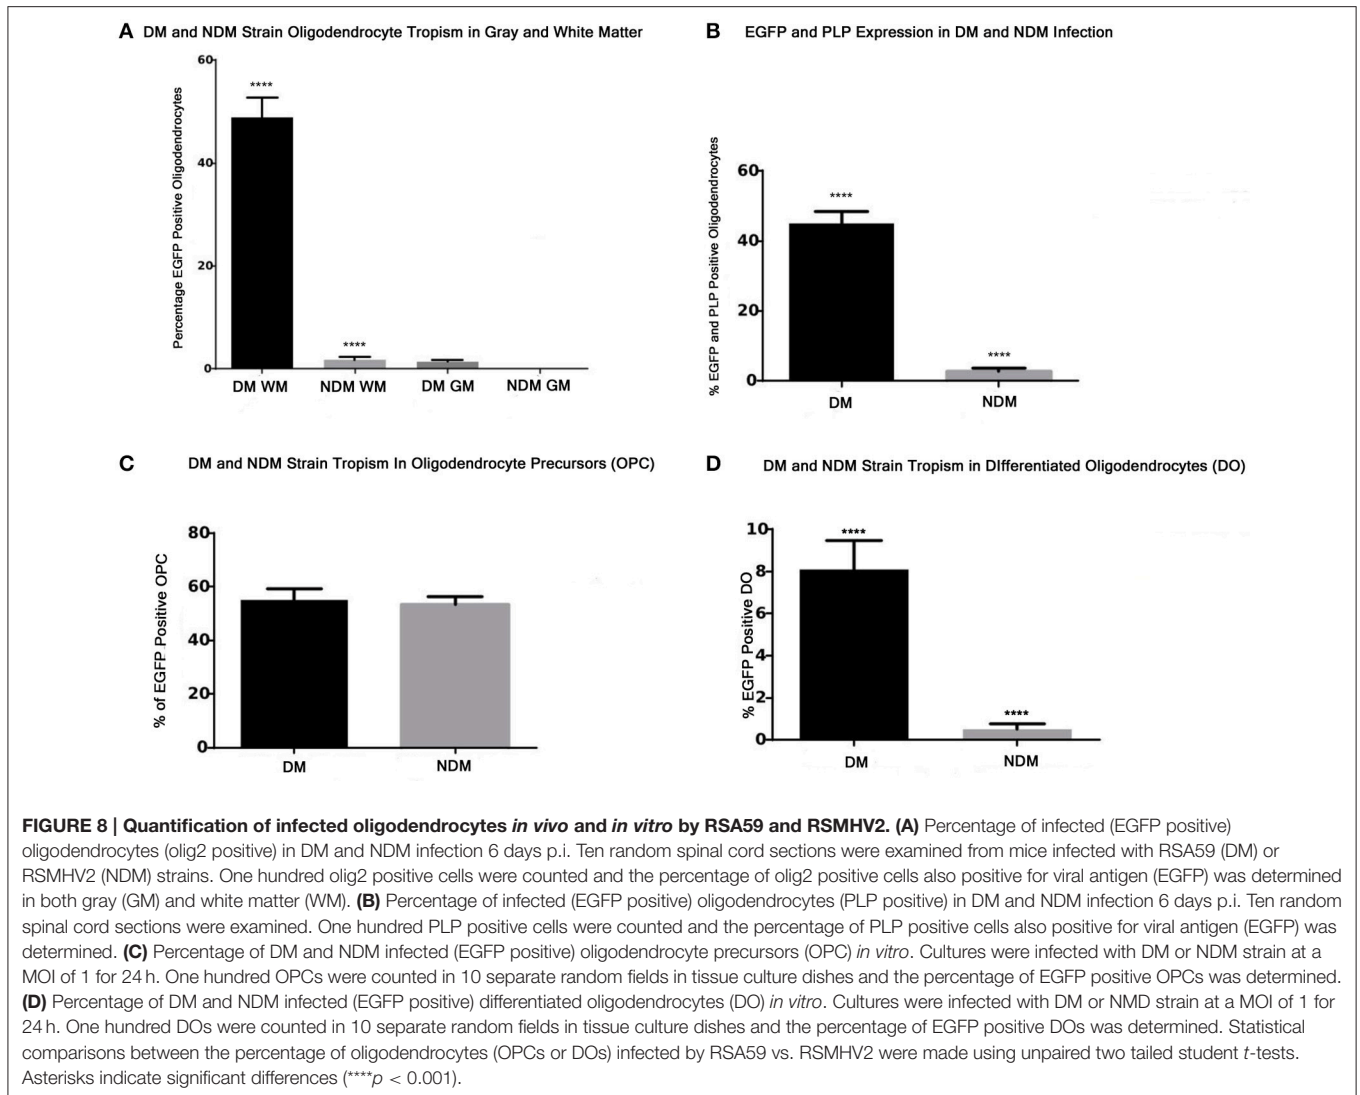 A DM and NDM Strain Oligodendrocyte Tropism in Gray and White Matter
Percentage EGFP Positive Oligodendrocytes
60
40
20
0
****
****
DM WM
NDM WM
DM GM
NDM GM
B EGFP and PLP Expression in DM and NDM Infection
% EGFP and PLP Positive Oligodendrocytes
60
40
20
0
****
****
DM
NDM
C DM and NDM Strain Tropism In Oligodendrocyte Precursors (OPC)
% of EGFP Positive OPC
80
60
40
20
0
DM
NDM
D DM and NDM Strain Tropism in DIfferentiated Oligodendrocytes (DO)
% EGFP Positive DO
10
8
6
4
2
0
****
****
DM
NDM
FIGURE 8 | Quantification of infected oligodendrocytes in vivo and in vitro by RSA59 and RSMHV2. (A) Percentage of infected (EGFP positive)
oligodendrocytes (olig2 positive) in DM and NDM infection 6 days p.i. Ten random spinal cord sections were examined from mice infected with RSA59 (DM) or
RSMHV2 (NDM) strains. One hundred olig2 positive cells were counted and the percentage of olig2 positive cells also positive for viral antigen (EGFP) was determined
in both gray (GM) and white matter (WM). (B) Percentage of infected (EGFP positive) oligodendrocytes (PLP positive) in DM and NDM infection 6 days p.i. Ten random
spinal cord sections were examined. One hundred PLP positive cells were counted and the percentage of PLP positive cells also positive for viral antigen (EGFP) was
determined. (C) Percentage of DM and NDM infected (EGFP positive) oligodendrocyte precursors (OPC) in vitro. Cultures were infected with DM or NDM strain at a
MOI of 1 for 24 h. One hundred OPCs were counted in 10 separate random fields in tissue culture dishes and the percentage of EGFP positive OPCs was determined.
(D) Percentage of DM and NDM infected (EGFP positive) differentiated oligodendrocytes (DO) in vitro. Cultures were infected with DM or NMD strain at a MOI of 1 for
24 h. One hundred DOs were counted in 10 separate random fields in tissue culture dishes and the percentage of EGFP positive DOs was determined. Statistical
comparisons between the percentage of oligodendrocytes (OPCs or DOs) infected by RSA59 vs. RSMHV2 were made using unpaired two tailed student t-tests.
Asterisks indicate significant differences (****p < 0.001).